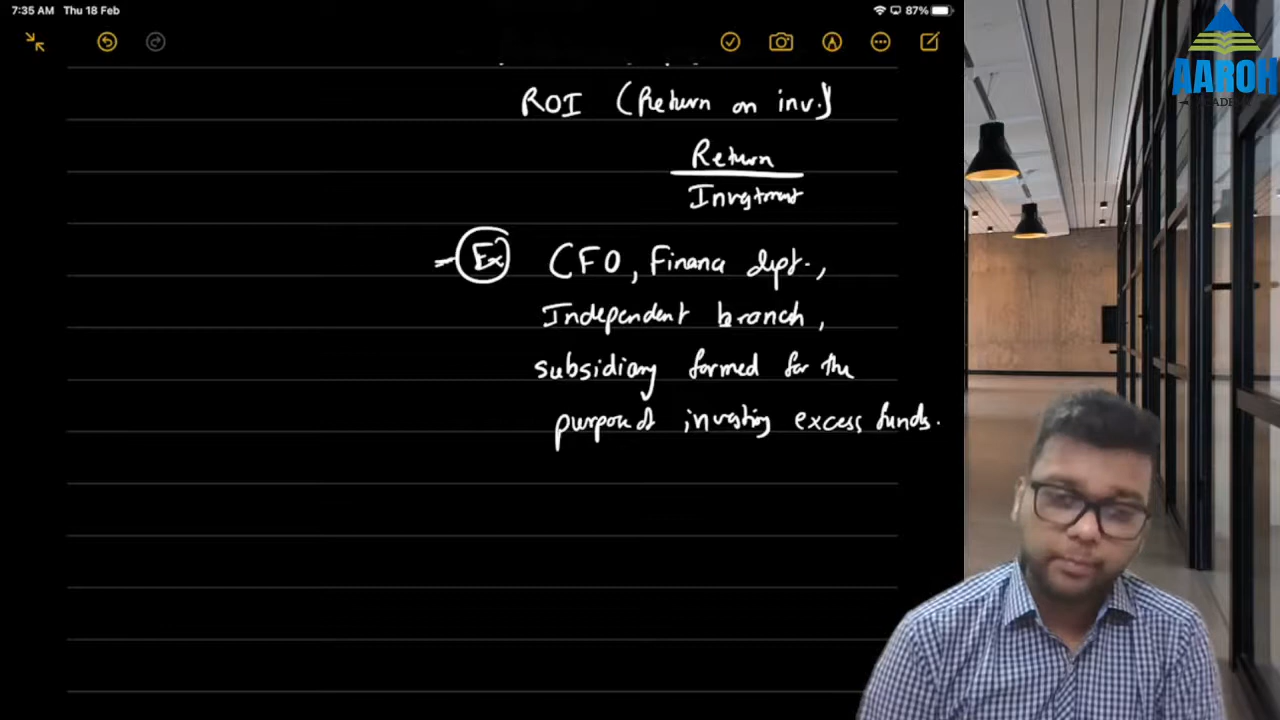 7:35 AM Thu 18 Feb
87%
AAROH
ROI (Return on inv.)
Return
Investment
Ex CFO, Finance dept.,
Independent branch,
subsidiary formed for the
purpose of investing excess funds.